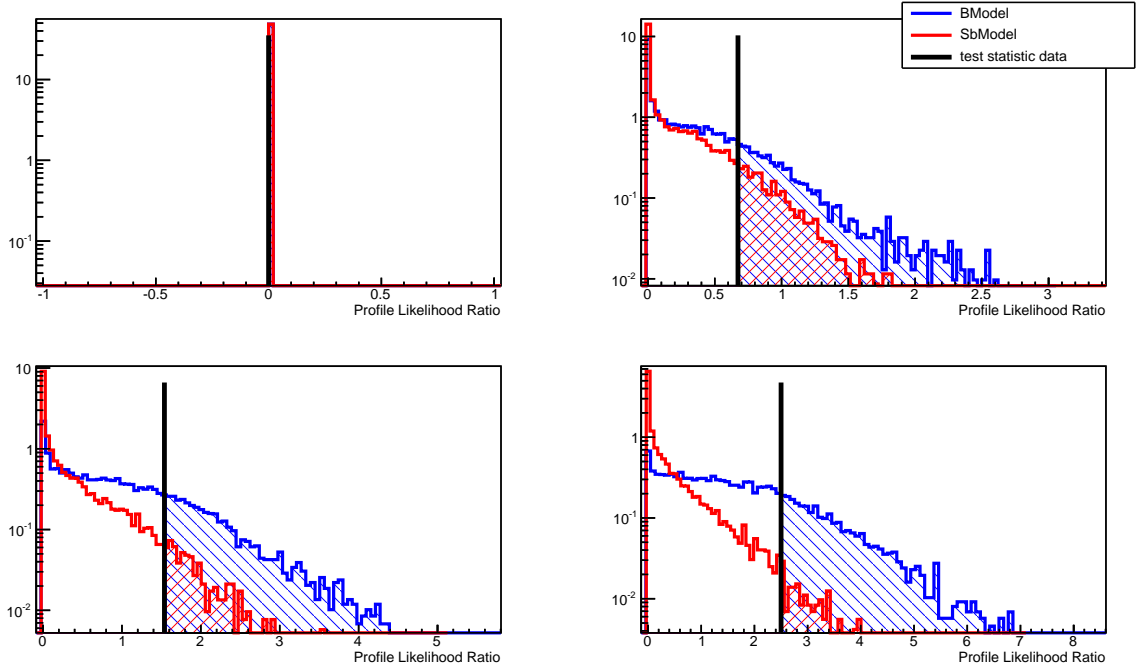 BModel
SbModel
test statistic data
10
1
10⁻¹
-1 -0.5 0 0.5 1
Profile Likelihood Ratio
10
1
10⁻¹
10⁻²
0 0.5 1 1.5 2 2.5 3
Profile Likelihood Ratio
10
1
10⁻¹
10⁻²
0 1 2 3 4 5
Profile Likelihood Ratio
1
10⁻¹
10⁻²
0 1 2 3 4 5 6 7 8
Profile Likelihood Ratio